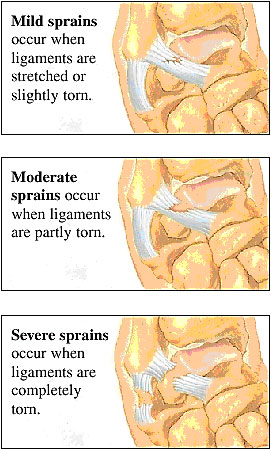 Mild sprains
occur when
ligaments are
stretched or
slightly torn.
Moderate
sprains occur
when ligaments
are partly torn.
Severe sprains
occur when
ligaments are
completely
torn.